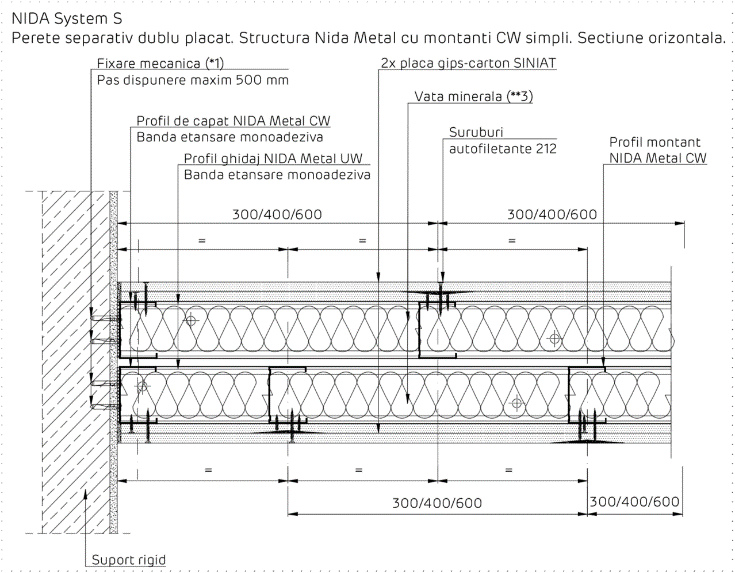 NIDA System S
Perete separativ dublu placat. Structura Nida Metal cu montanti CW simpli. Sectiune orizontala.
Fixare mecanica (*1)
Pas dispunere maxim 500 mm
2x placa gips-carton SINIAT
Vata minerala (**3)
Profil de capat NIDA Metal CW
Banda etansare monoadeziva
Suruburi
autofiletante 212
Profil montant
NIDA Metal CW
Profil ghidaj NIDA Metal UW
Banda etansare monoadeziva
300/400/600
300/400/600
= = =
= = =
300/400/600
300/400/600
Suport rigid